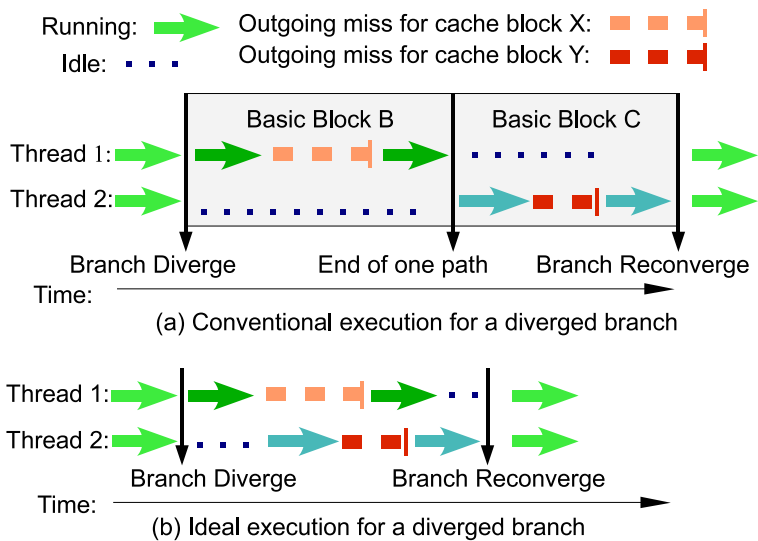 Running:
Outgoing miss for cache block X:
Idle:
Outgoing miss for cache block Y:
Basic Block B
Basic Block C
Thread 1:
Thread 2:
Branch Diverge
End of one path
Branch Reconverge
Time:
(a) Conventional execution for a diverged branch
Thread 1:
Thread 2:
Branch Diverge
Branch Reconverge
Time:
(b) Ideal execution for a diverged branch